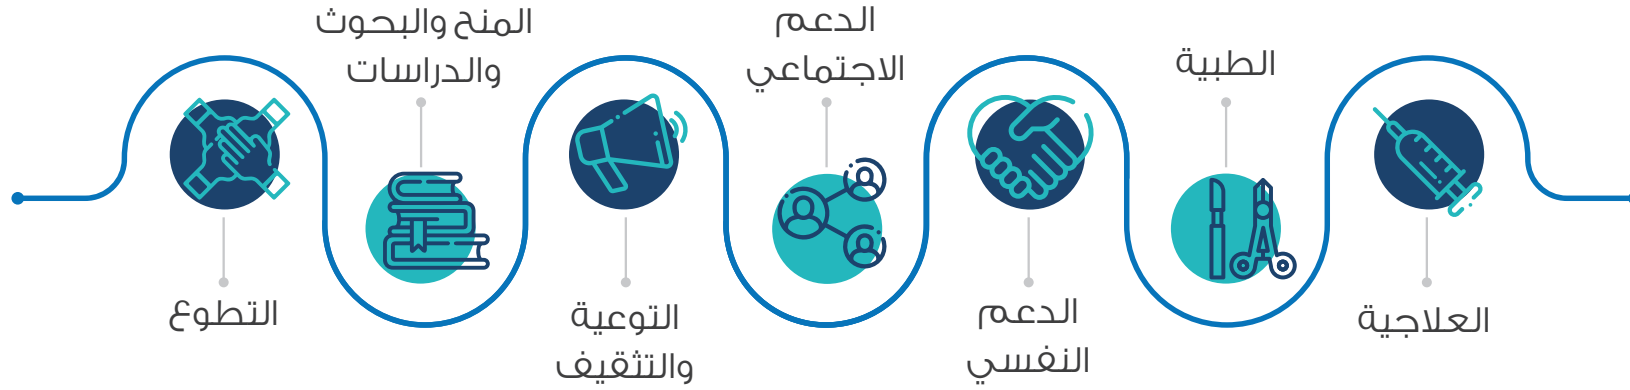 العلاجية
الطبية
الدعم
النفسي
الدعم
الاجتماعي
التوعية
والتثقيف
المنح والبحوث
والدراسات
التطوع